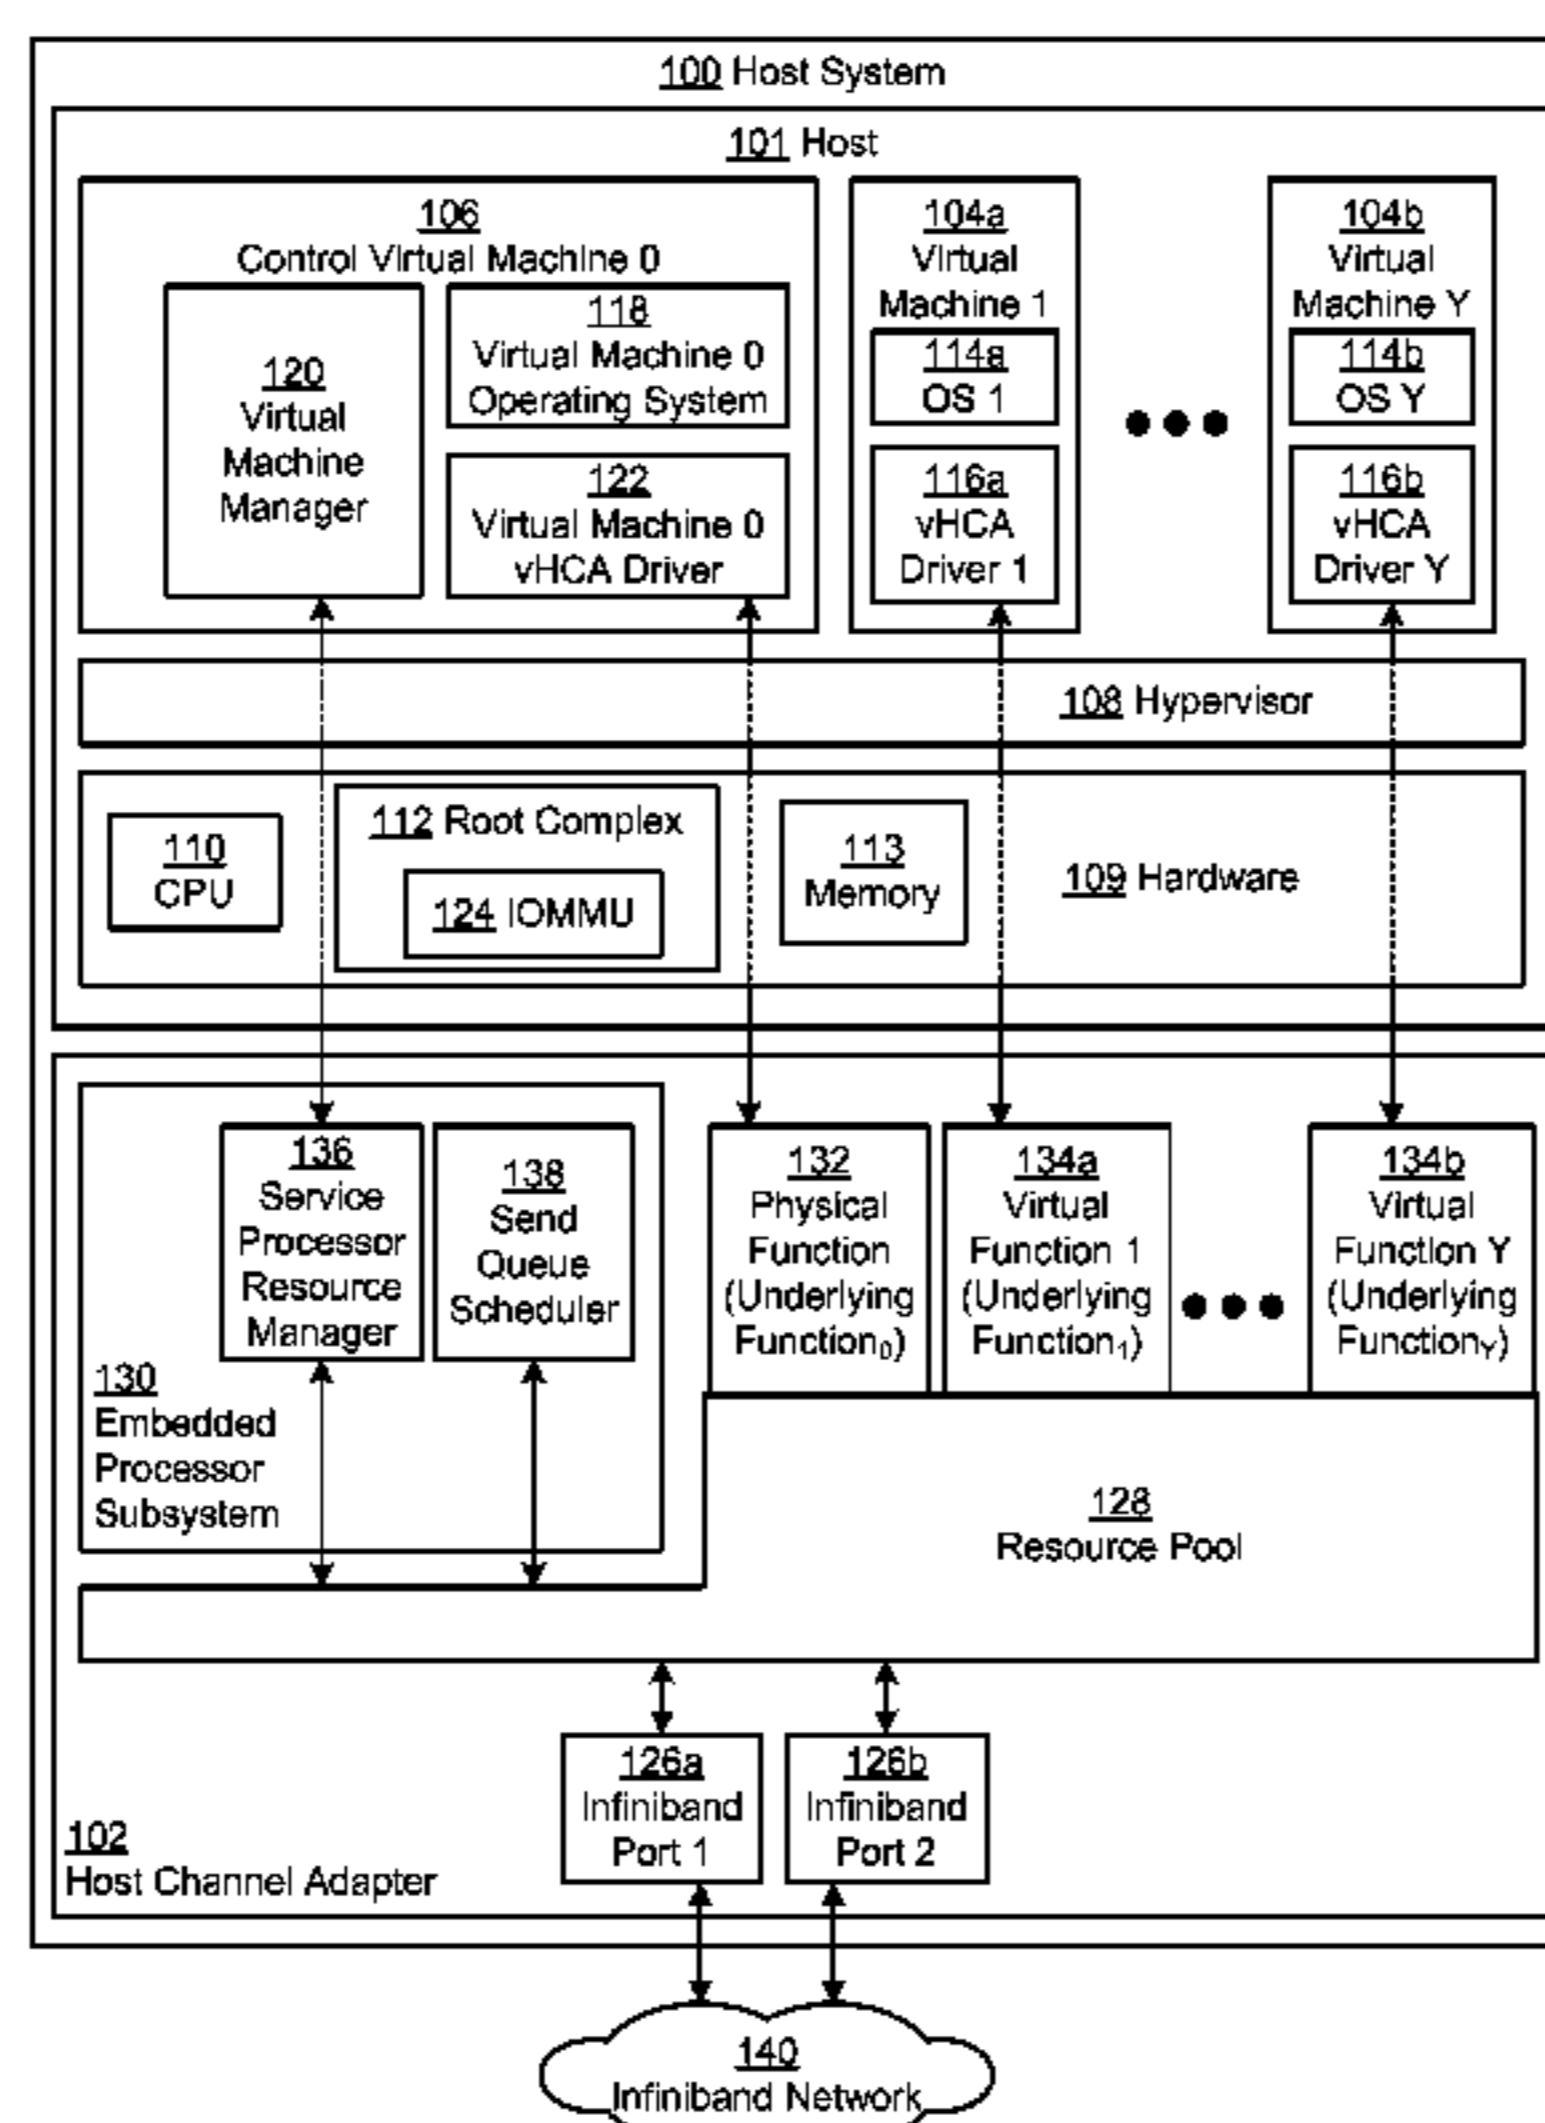 100 Host System
101 Host
106
Control Virtual Machine 0
120
Virtual
Machine
Manager
118
Virtual Machine 0
Operating System
122
Virtual Machine 0
vHCA Driver
104a
Virtual
Machine 1
114a
OS 1
116a
vHCA
Driver 1
104b
Virtual
Machine Y
114b
OS Y
116b
vHCA
Driver Y
108 Hypervisor
110
CPU
112 Root Complex
124 IOMMU
113
Memory
109 Hardware
136
Service
Processor
Resource
Manager
138
Send
Queue
Scheduler
130
Embedded
Processor
Subsystem
132
Physical
Function
(Underlying
Function₀)
134a
Virtual
Function 1
(Underlying
Function₁)
134b
Virtual
Function Y
(Underlying
FunctionY)
128
Resource Pool
126a
Infiniband
Port 1
126b
Infiniband
Port 2
102
Host Channel Adapter
140
Infiniband Network